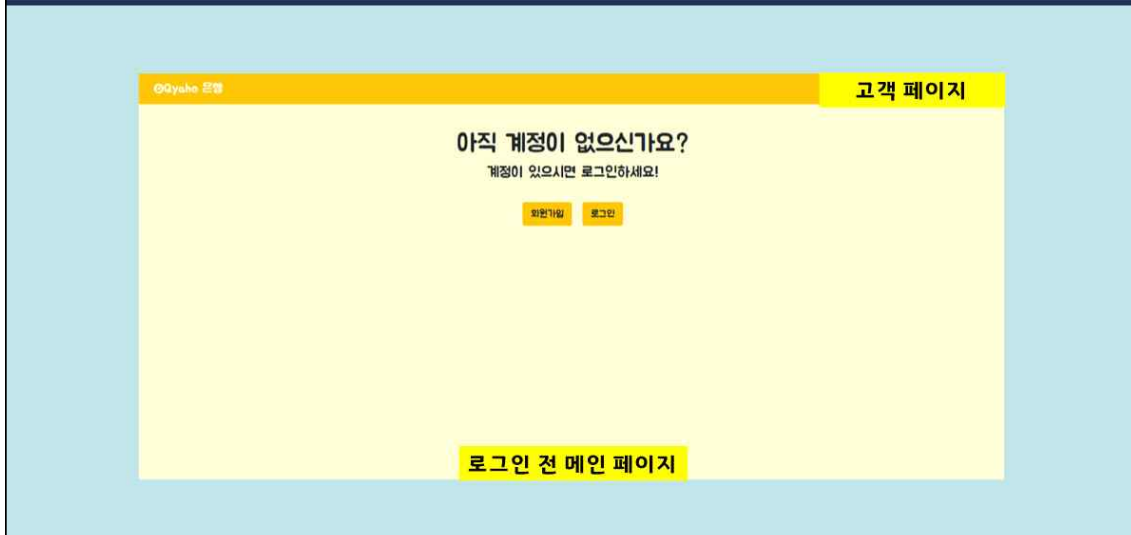 @Qyaho 은행
고객 페이지
아직 계정이 없으신가요?
계정이 있으시면 로그인하세요!
회원가입 로그인
로그인 전 메인 페이지